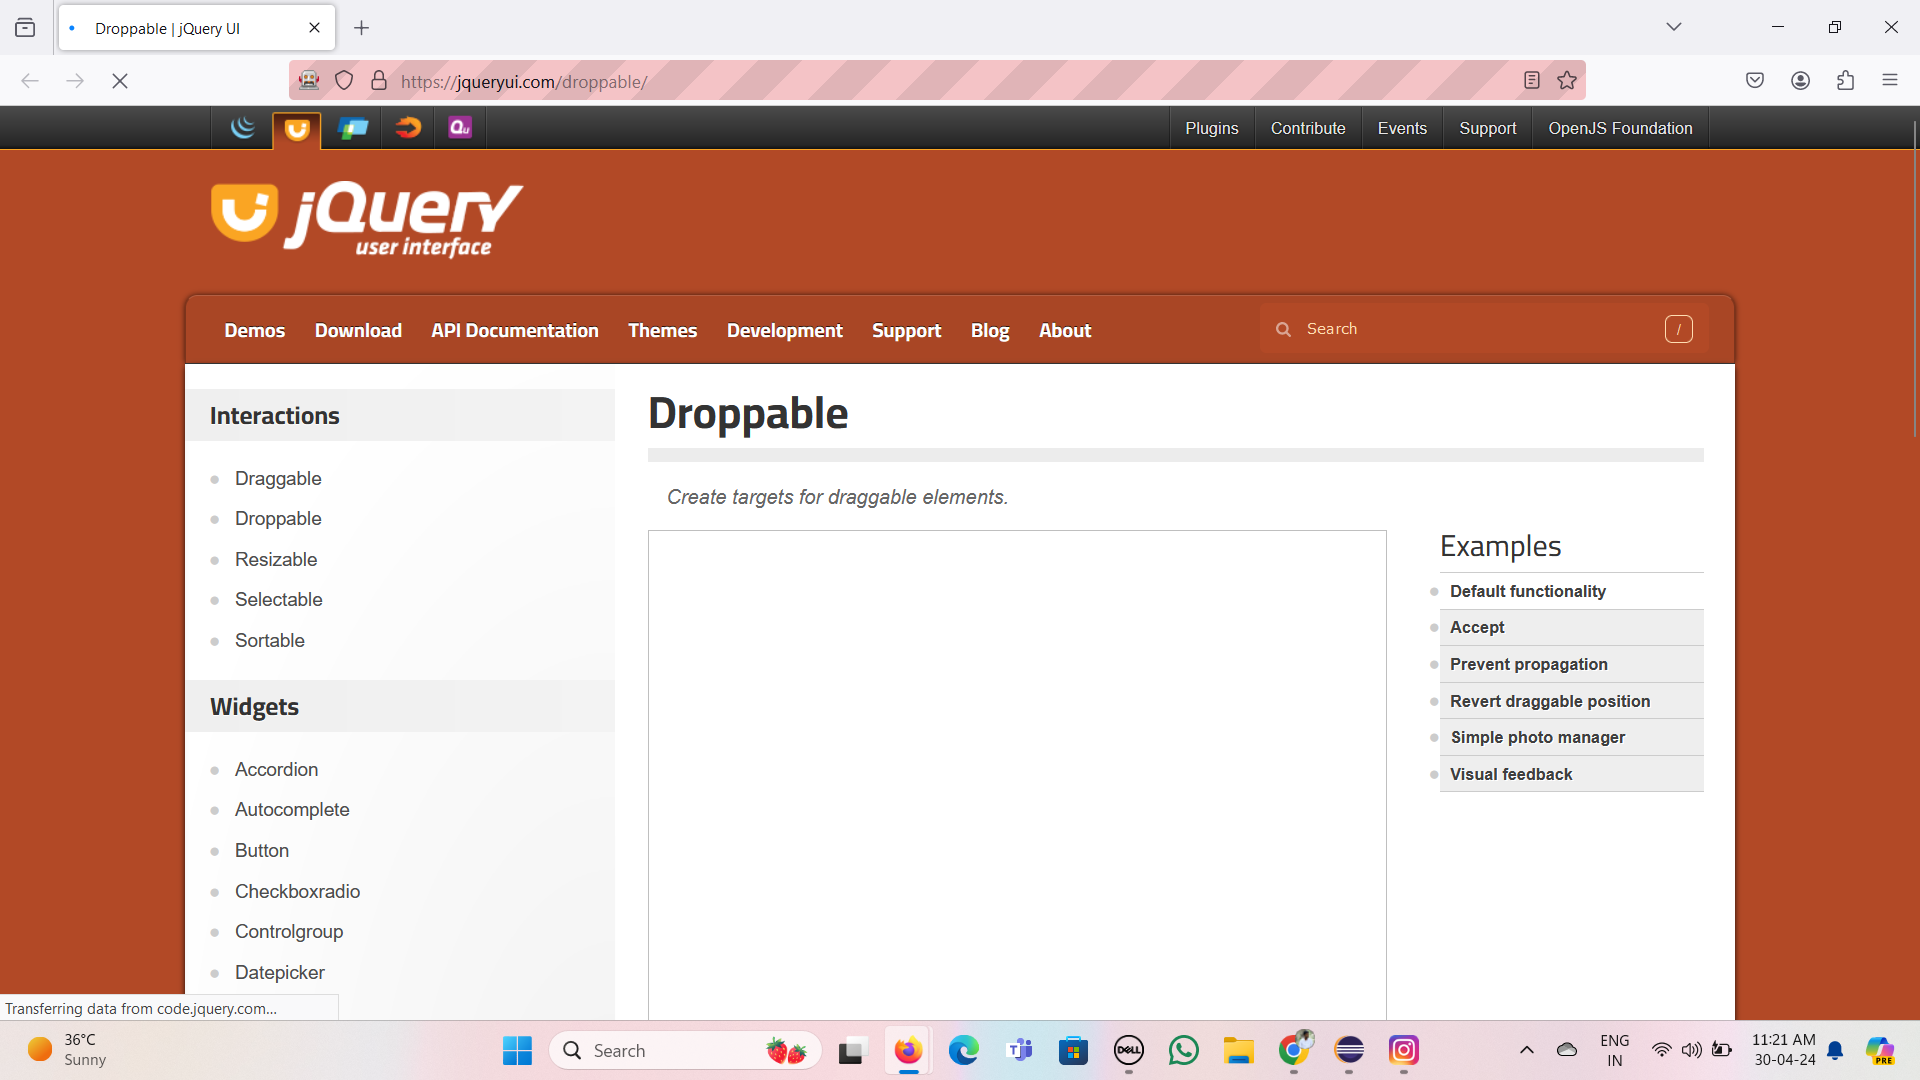 Droppable | jQuery UI
https://jqueryui.com/droppable/
Qu
Plugins
Contribute
Events
Support
OpenJS Foundation
jQuery
user interface
Demos
Download
API Documentation
Themes
Development
Support
Blog
About
Search
/
Interactions
Draggable
Droppable
Resizable
Selectable
Sortable
Widgets
Accordion
Autocomplete
Button
Checkboxradio
Controlgroup
Datepicker
Droppable
Create targets for draggable elements.
Examples
Default functionality
Accept
Prevent propagation
Revert draggable position
Simple photo manager
Visual feedback
Transferring data from code.jquery.com...
36°C
Sunny
Search
DELL
ENG
IN
11:21 AM
30-04-24
PRE